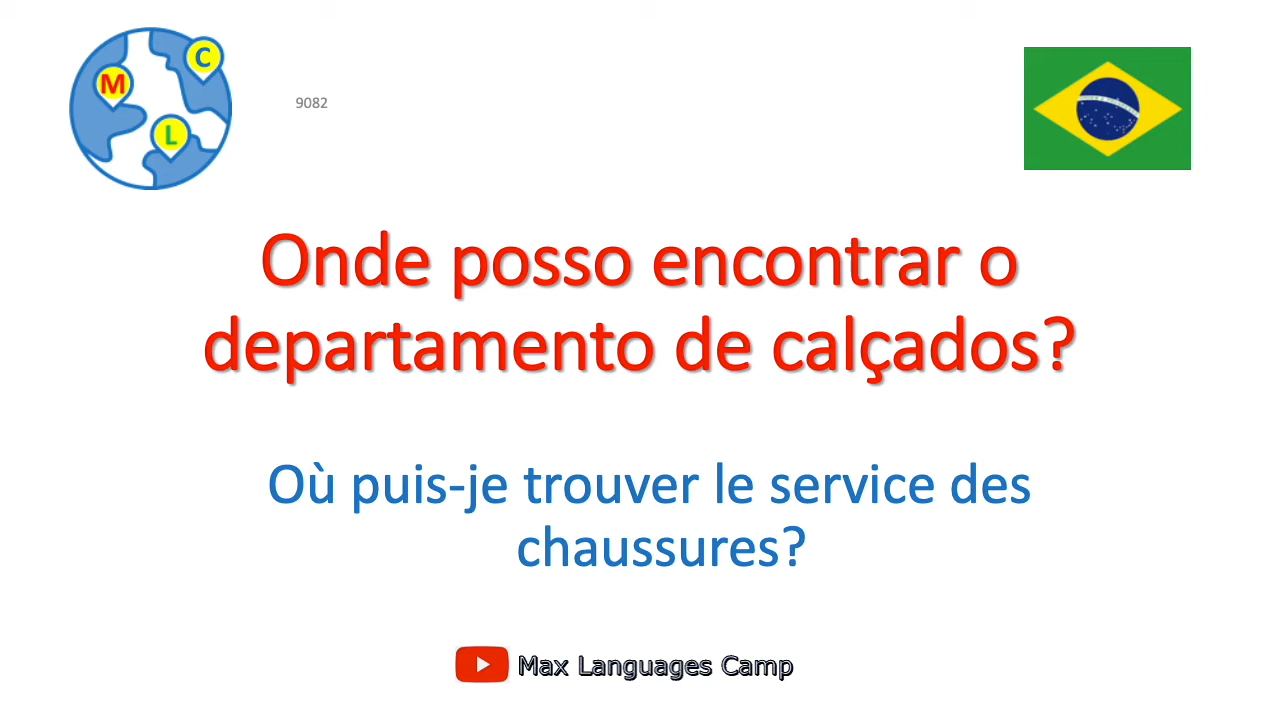 C
M
L
9082
Onde posso encontrar o
departamento de calçados?
Où puis-je trouver le service des
chaussures?
Max Languages Camp